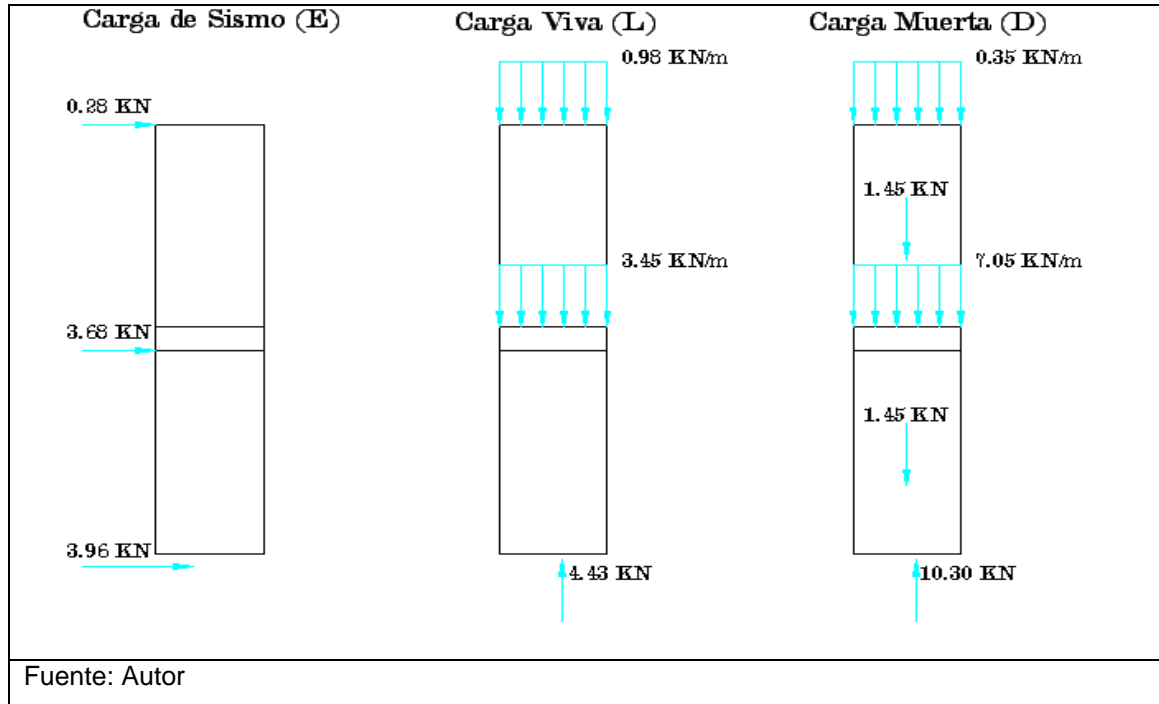 Carga de Sismo (E)
0.28 KN
3.68 KN
3.96 KN
Carga Viva (L)
0.98 KN/m
3.45 KN/m
4.43 KN
Carga Muerta (D)
0.35 KN/m
1.45 KN
7.05 KN/m
1.45 KN
10.30 KN
Fuente: Autor